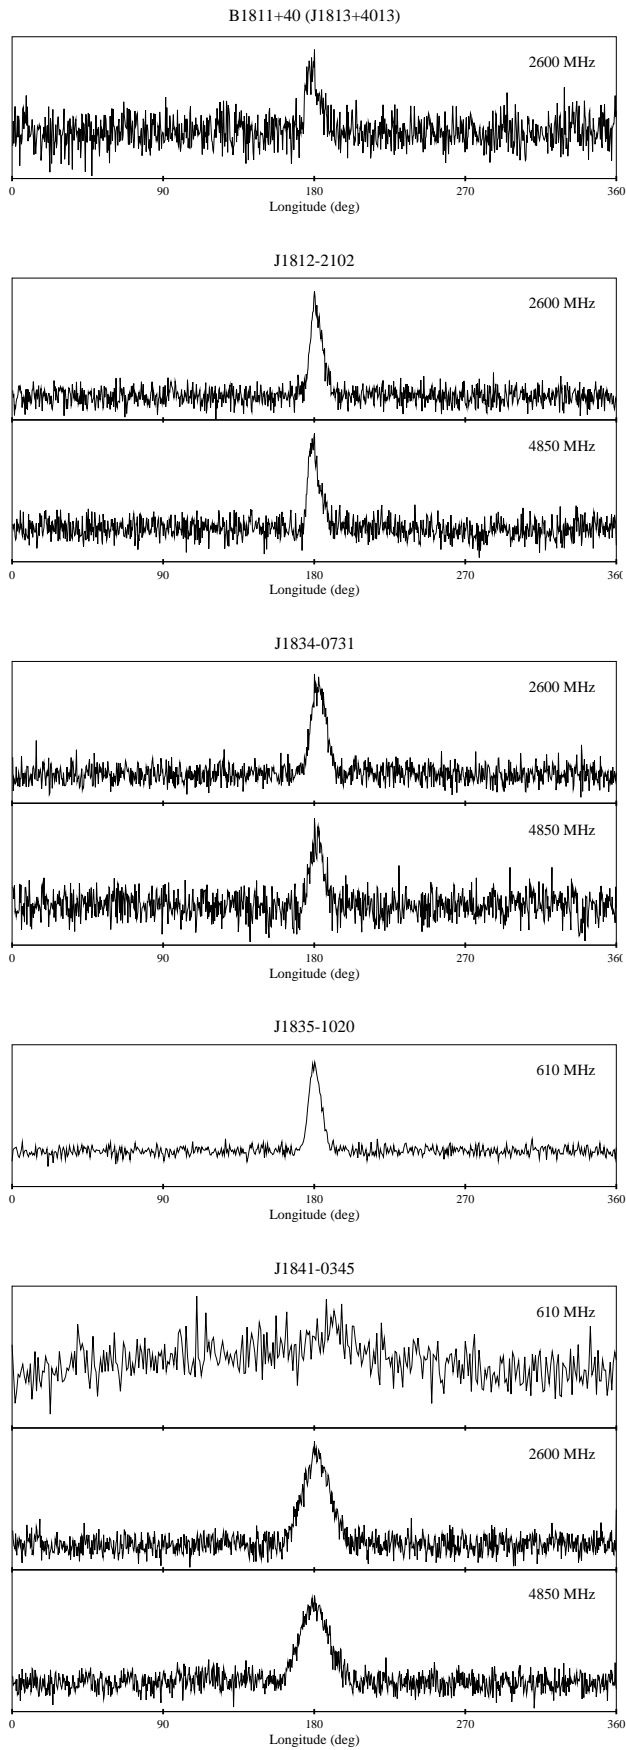 B1811+40 (J1813+4013)
2600 MHz
0 90 180 270 360
Longitude (deg)
J1812-2102
2600 MHz
4850 MHz
0 90 180 270 360
Longitude (deg)
J1834-0731
2600 MHz
4850 MHz
0 90 180 270 360
Longitude (deg)
J1835-1020
610 MHz
0 90 180 270 360
Longitude (deg)
J1841-0345
610 MHz
2600 MHz
4850 MHz
0 90 180 270 360
Longitude (deg)